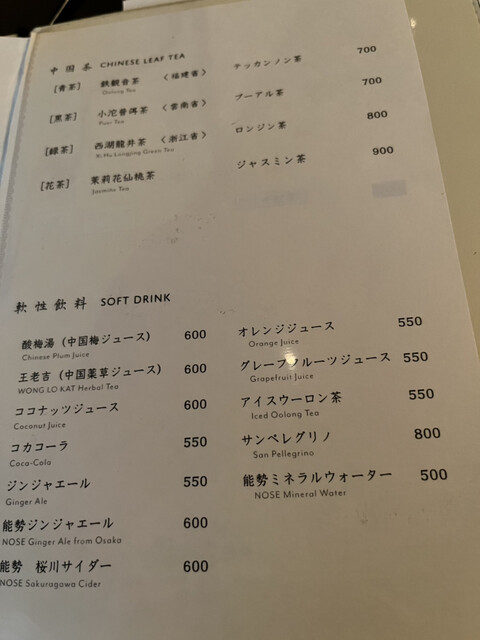 中国茶 CHINESE LEAF TEA
[青茶] 鉄観音茶 〈福建省〉 テッカンノン茶 700
Oolong Tea
[黒茶] 小沱普洱茶 〈雲南省〉 プーアル茶 700
Puer Tea
[緑茶] 西湖龍井茶 〈浙江省〉 ロンジン茶 800
Xi Hu Longjing Green Tea
[花茶] 茉莉花仙桃茶 ジャスミン茶 900
Jasmine Tea
軟性飲料 SOFT DRINK
酸梅湯（中国梅ジュース） 600
Chinese Plum Juice
王老吉（中国薬草ジュース） 600
WONG LO KAT Herbal Tea
ココナッツジュース 600
Coconut Juice
コカコーラ 550
Coca-Cola
ジンジャエール 550
Ginger Ale
能勢ジンジャエール 600
NOSE Ginger Ale from Osaka
能勢 桜川サイダー 600
NOSE Sakuragawa Cider
オレンジジュース 550
Orange Juice
グレープフルーツジュース 550
Grapefruit Juice
アイスウーロン茶 550
Iced Oolong Tea
サンペレグリノ 800
San Pellegrino
能勢ミネラルウォーター 500
NOSE Mineral Water